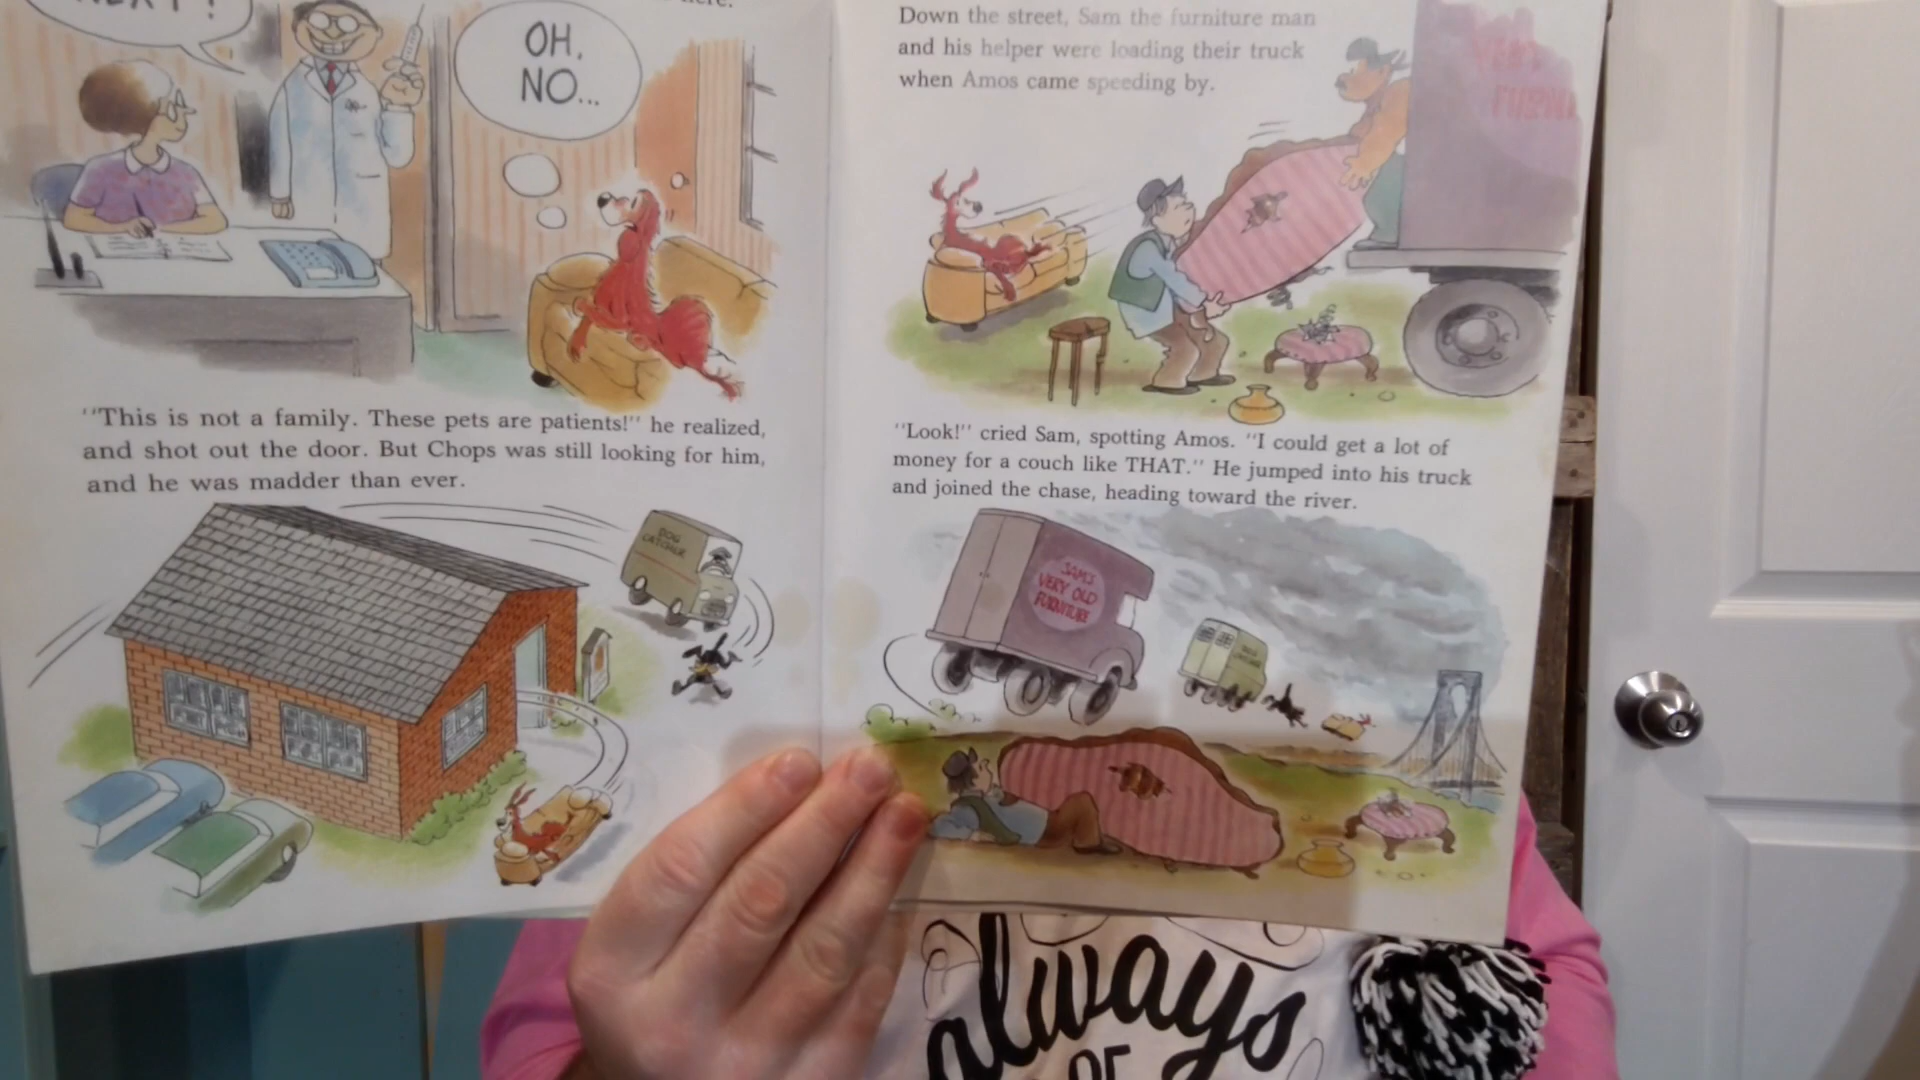 OH,
NO...
"This is not a family. These pets are patients!" he realized,
and shot out the door. But Chops was still looking for him,
and he was madder than ever.
DOG
CATCHER
Down the street, Sam the furniture man
and his helper were loading their truck
when Amos came speeding by.
"Look!" cried Sam, spotting Amos. "I could get a lot of
money for a couch like THAT." He jumped into his truck
and joined the chase, heading toward the river.
SAM'S
VERY OLD
FURNITURE
DOG
CATCHER
always
or